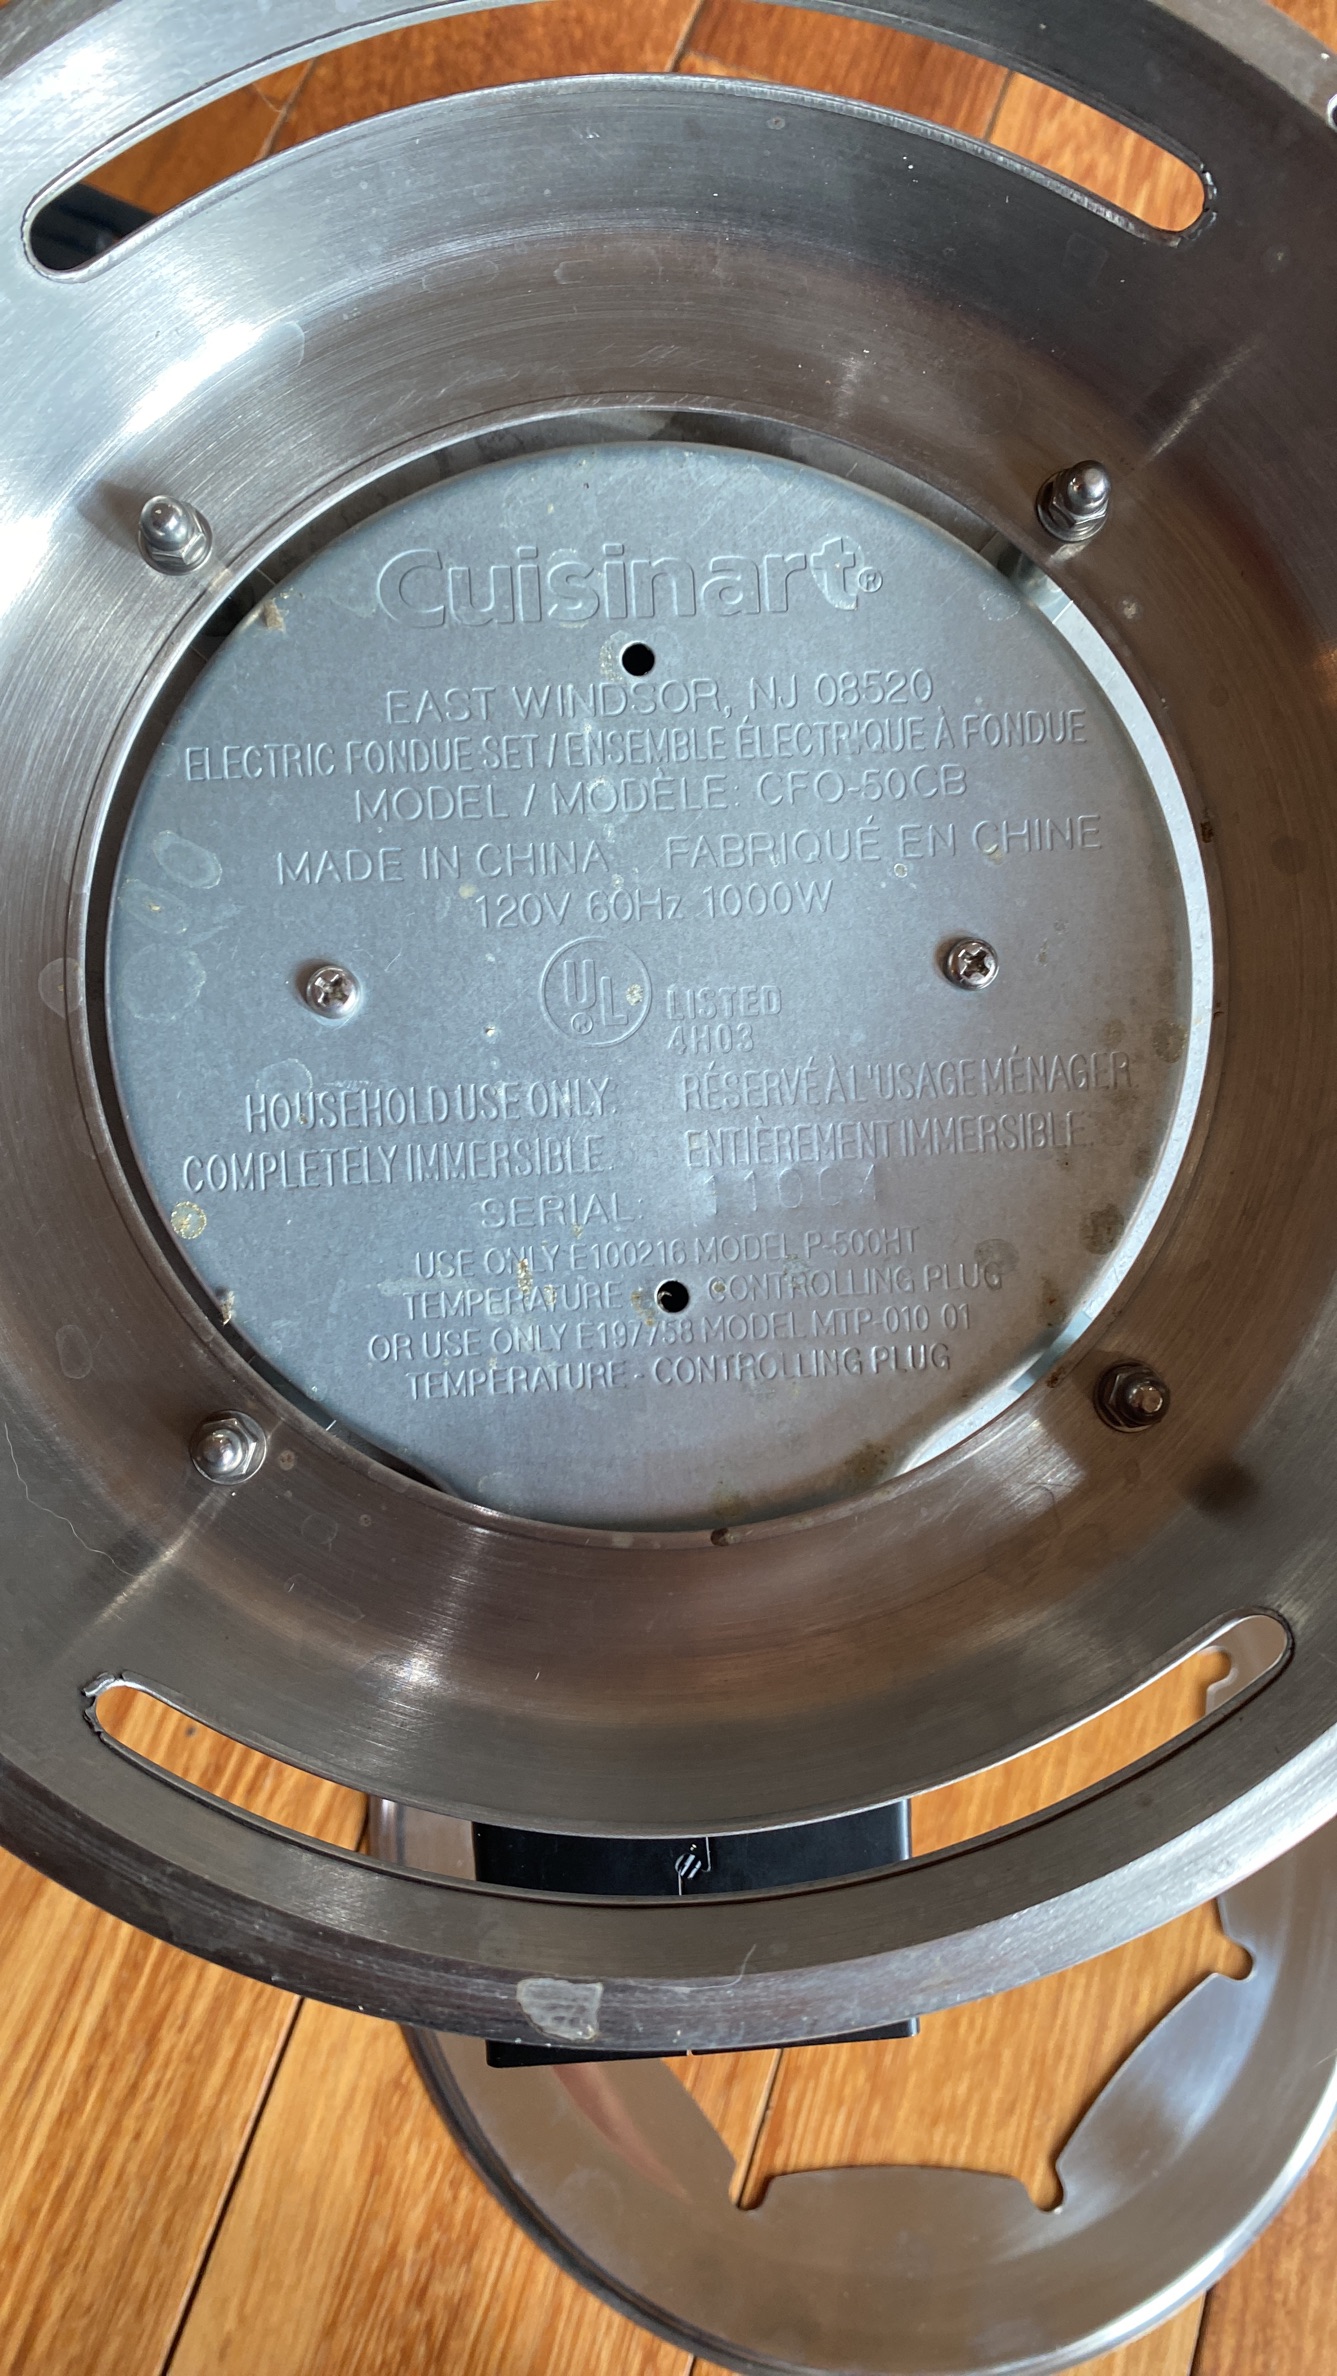 Cuisinart®
EAST WINDSOR, NJ 08520
ELECTRIC FONDUE SET / ENSEMBLE ÉLECTRIQUE À FONDUE
MODEL / MODÈLE: CFO-50CB
MADE IN CHINA FABRIQUÉ EN CHINE
120V 60Hz 1000W
UL® LISTED
4H03
HOUSEHOLD USE ONLY. RÉSERVÉ À L'USAGE MÉNAGER.
COMPLETELY IMMERSIBLE. ENTIÈREMENT IMMERSIBLE.
SERIAL:
USE ONLY E100216 MODEL P-500HT
TEMPERATURE - CONTROLLING PLUG
OR USE ONLY E197758 MODEL MTP-010 01
TEMPERATURE - CONTROLLING PLUG